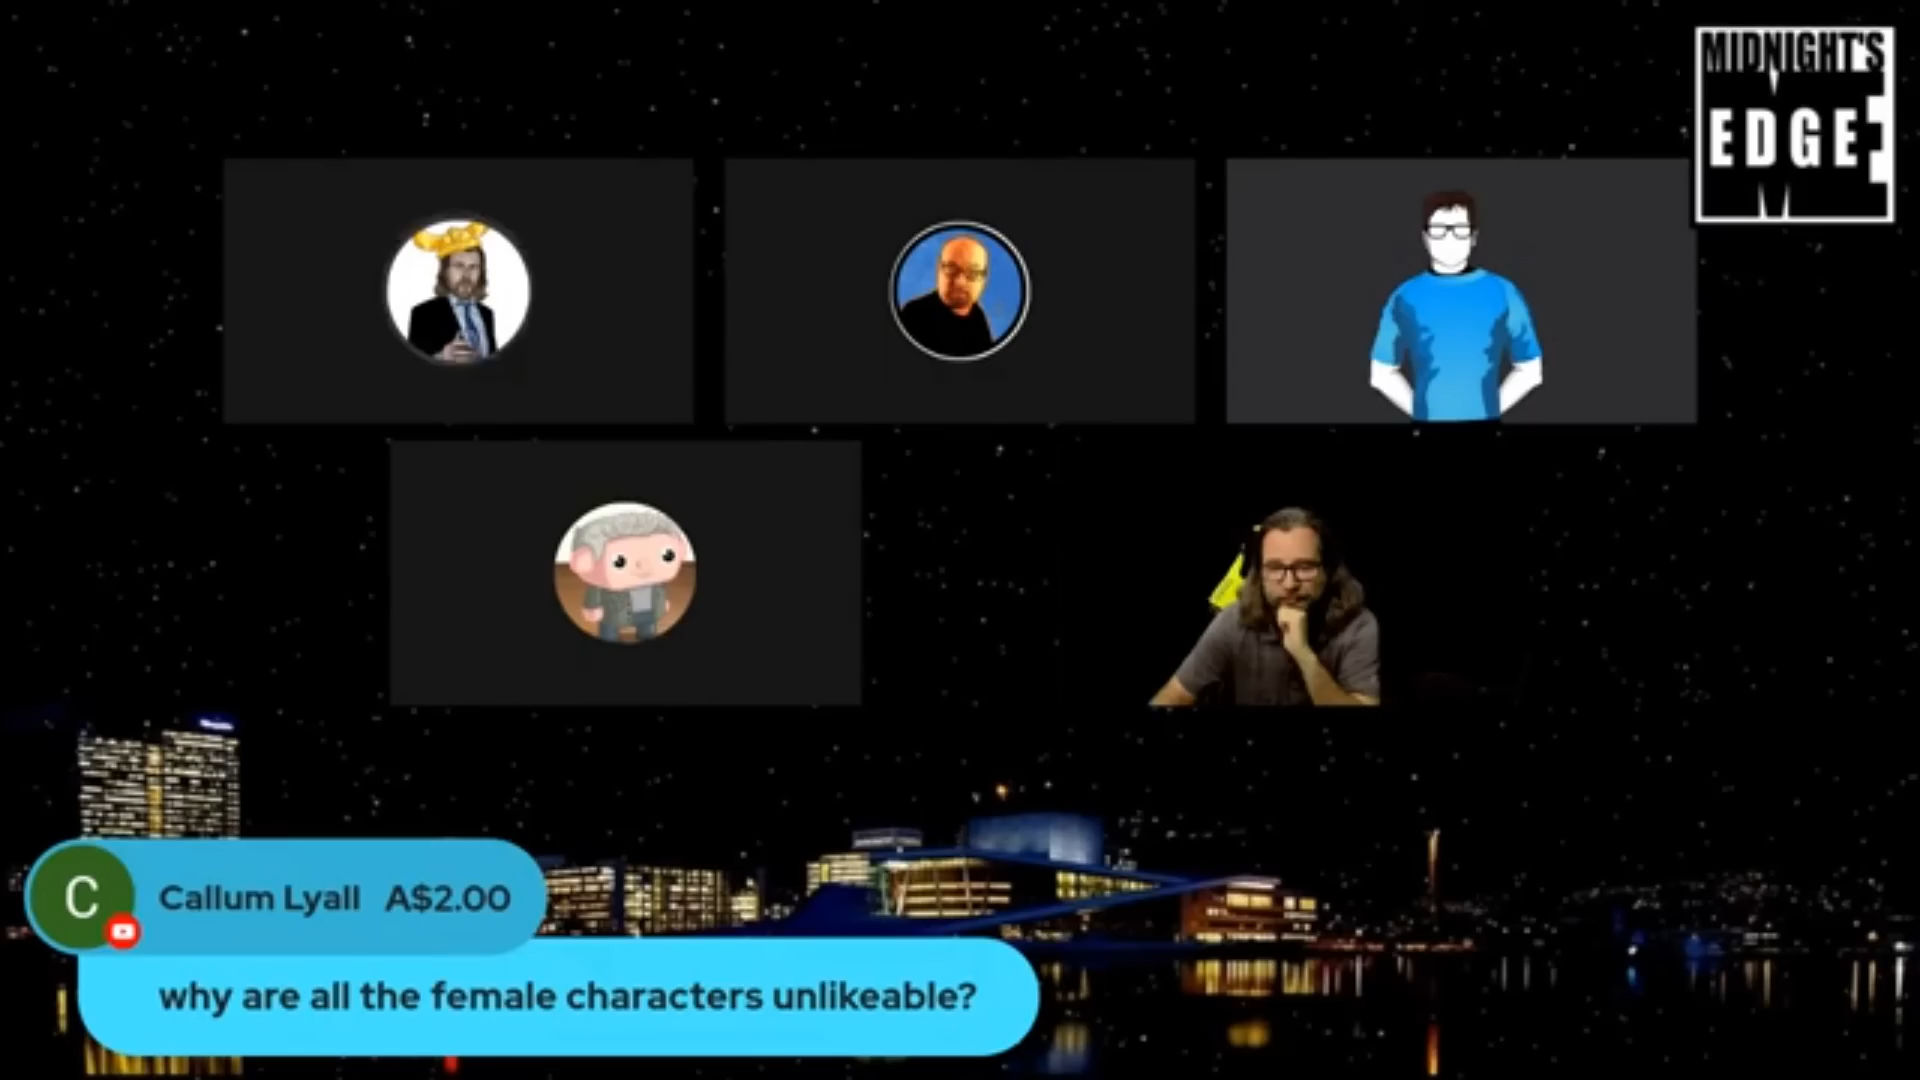 MIDNIGHT'S
EDGE
C
Callum Lyall A$2.00
why are all the female characters unlikeable?